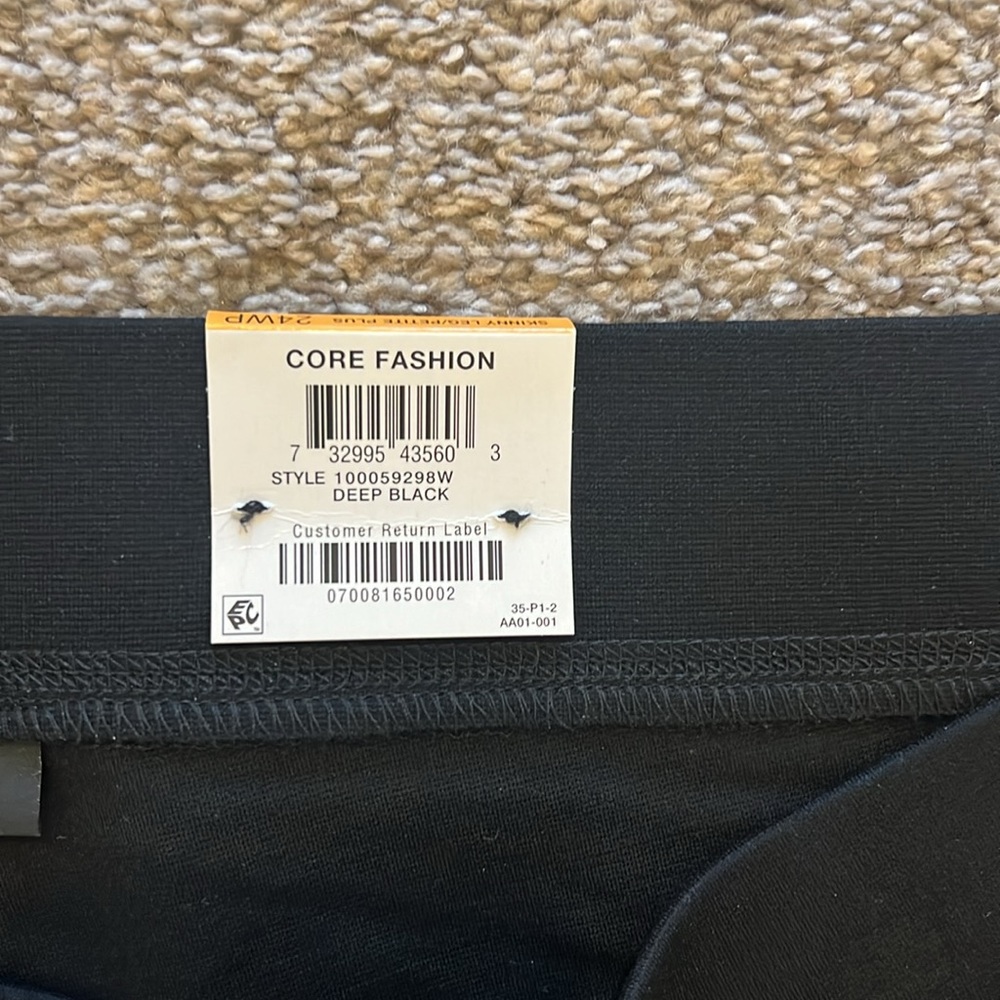 24WP SKINNY LEG/PETITE PLUS
CORE FASHION
7 32995 43560 3
STYLE 100059298W
DEEP BLACK
Customer Return Label
070081650002
EPC
35-P1-2
AA01-001